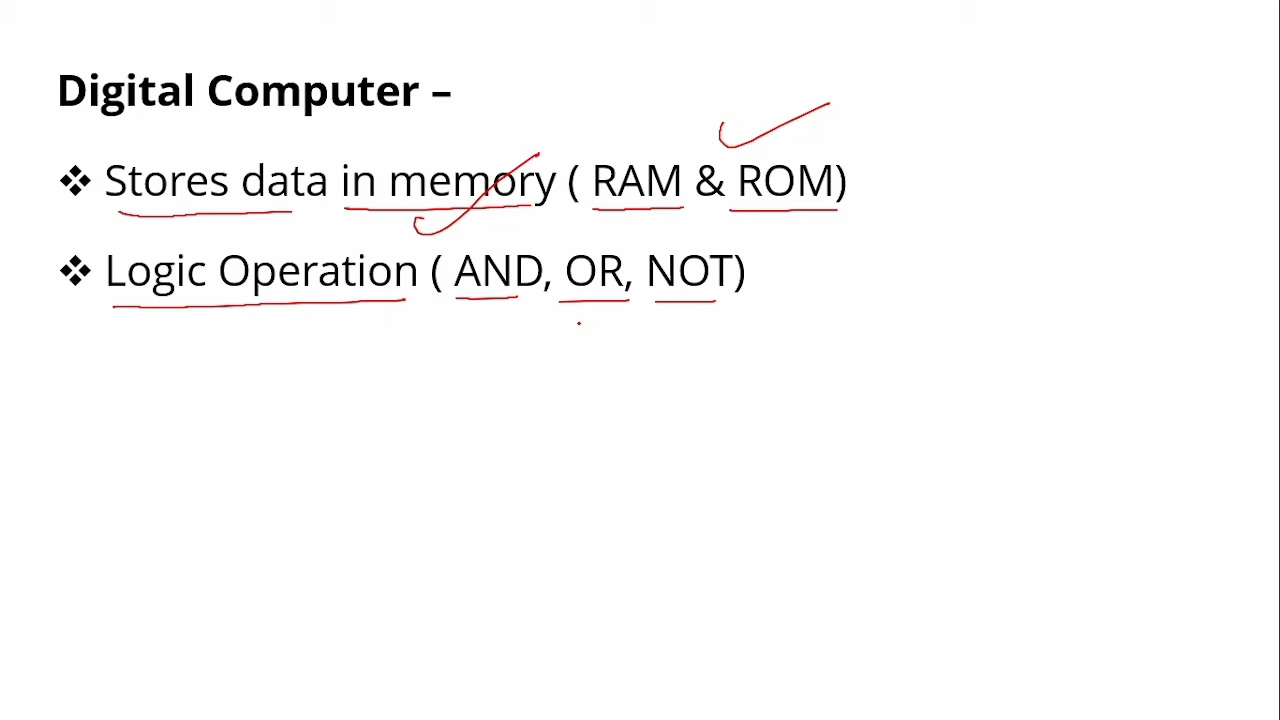 Digital Computer –
❖ Stores data in memory ( RAM & ROM)
❖ Logic Operation ( AND, OR, NOT)